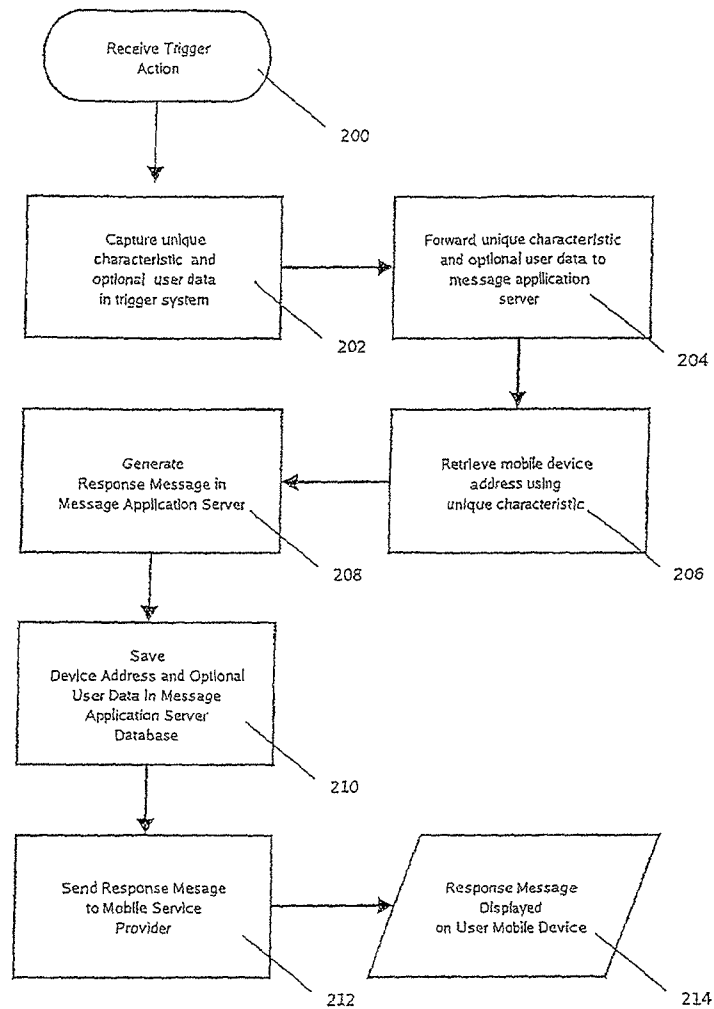 Receive Trigger
Action
200
Capture unique
characteristic and
optional user data
in trigger system
202
Forward unique characteristic
and optional user data to
message application
server
204
Retrieve mobile device
address using
unique characteristic
206
Generate
Response Message in
Message Application Server
208
Save
Device Address and Optional
User Data in Message
Application Server
Database
210
Send Response Mesage
to Mobile Service
Provider
212
Response Message
Displayed
on User Mobile Device
214